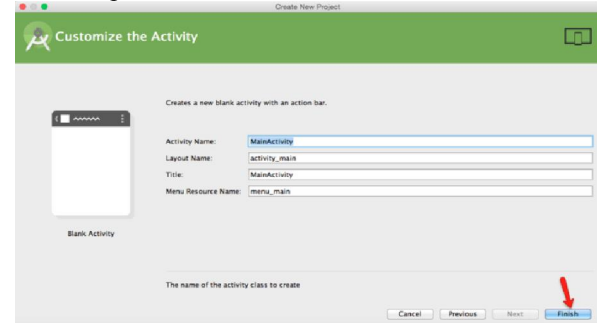 Create New Project
Customize the Activity
Creates a new blank activity with an action bar.
Activity Name: MainActivity
Layout Name: activity_main
Title: MainActivity
Menu Resource Name: menu_main
Blank Activity
The name of the activity class to create
Cancel Previous Next Finish